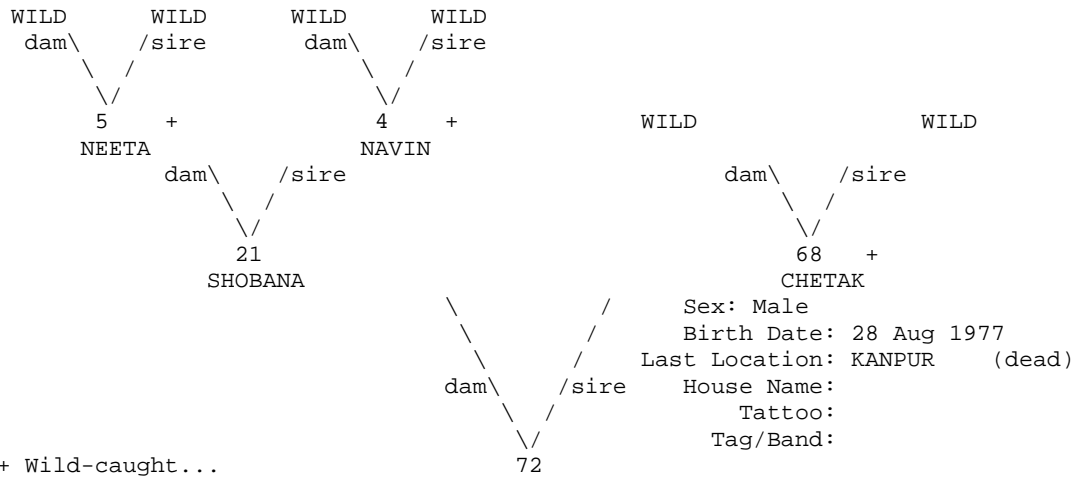 WILD WILD WILD WILD
dam\ /sire dam\ /sire
\ / \ /
\/ \/
5 + 4 + WILD WILD
NEETA NAVIN
dam\ /sire dam\ /sire
\ / \ /
\/ \/
21 68 +
SHOBANA CHETAK
\ / Sex: Male
\ / Birth Date: 28 Aug 1977
\ / Last Location: KANPUR (dead)
dam\ /sire House Name:
\ / Tattoo:
\/ Tag/Band:
+ Wild-caught... 72